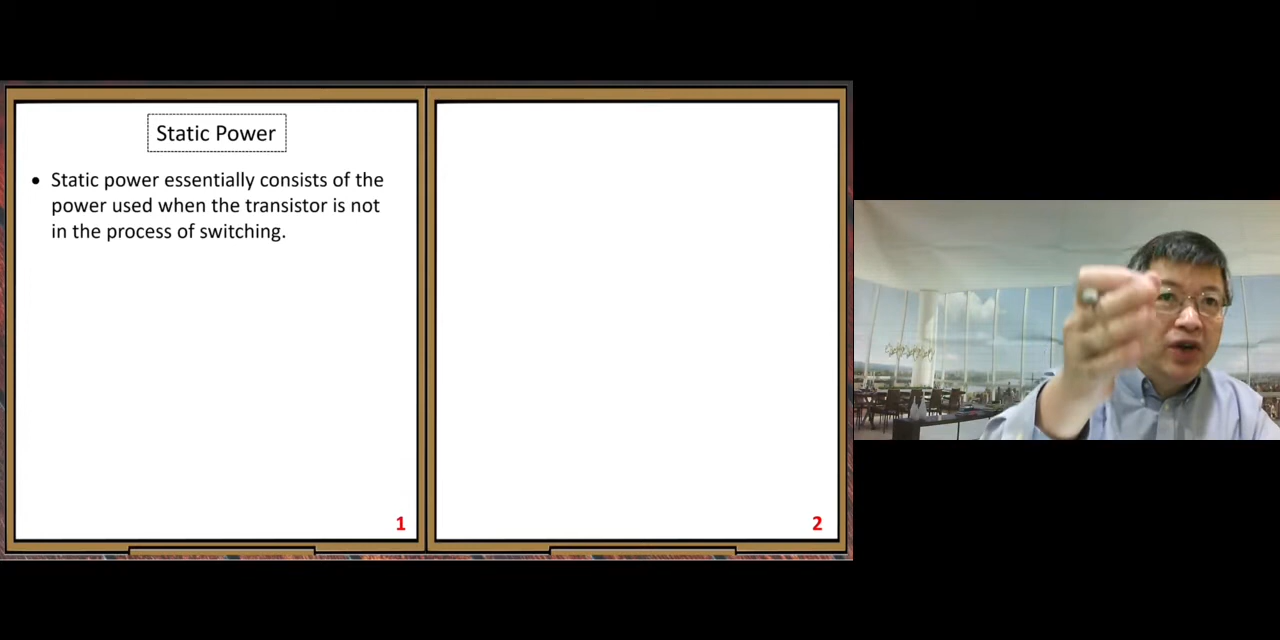 Static Power
• Static power essentially consists of the
power used when the transistor is not
in the process of switching.
1
2